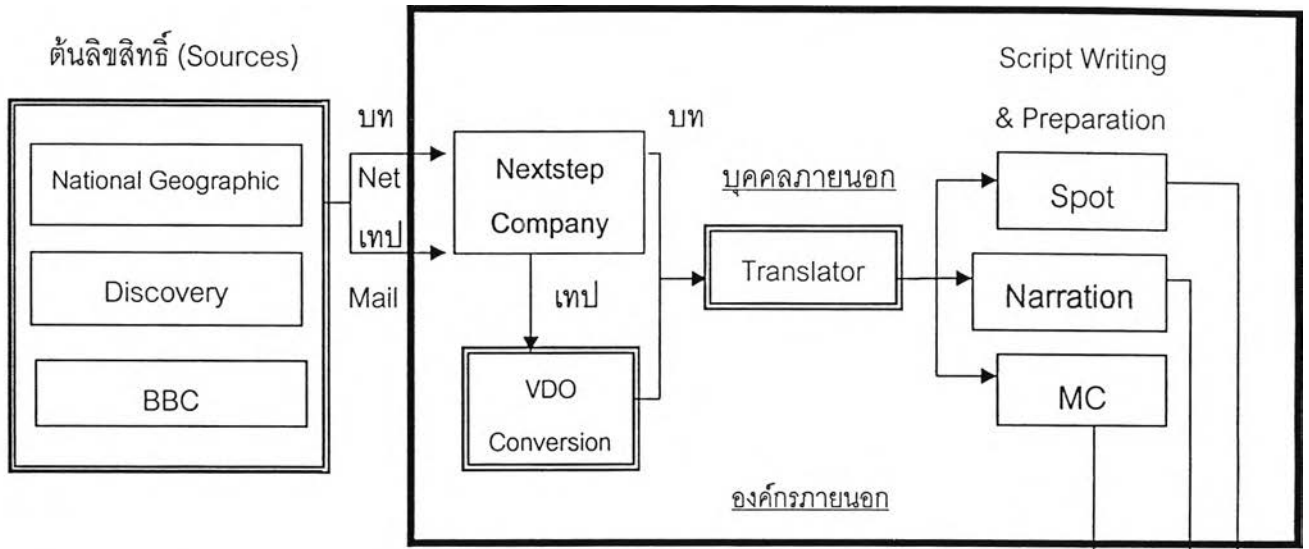 ต้นลิขสิทธิ์ (Sources)
National Geographic
Discovery
BBC
บท
Net
เทป
Mail
Nextstep
Company
เทป
VDO
Conversion
บท
บุคคลภายนอก
Translator
Script Writing
& Preparation
Spot
Narration
MC
องค์กรภายนอก